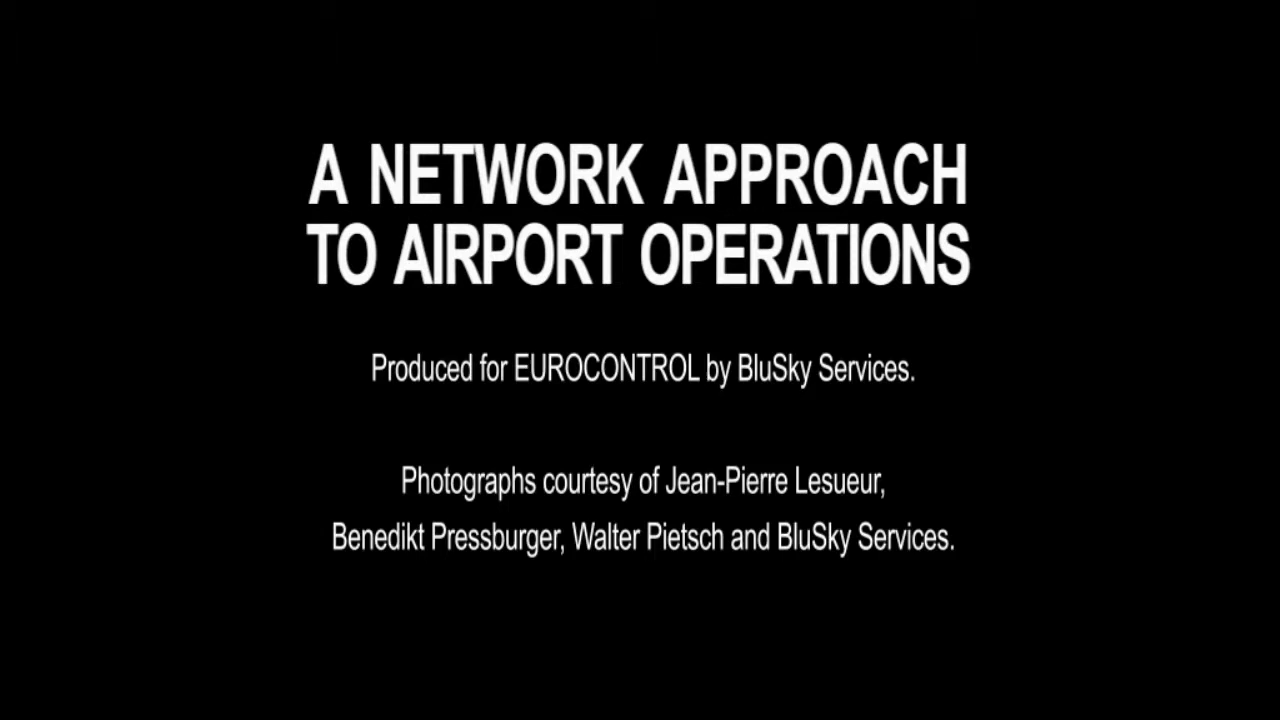 A NETWORK APPROACH
TO AIRPORT OPERATIONS
Produced for EUROCONTROL by BluSky Services.
Photographs courtesy of Jean-Pierre Lesueur,
Benedikt Pressburger, Walter Pietsch and BluSky Services.